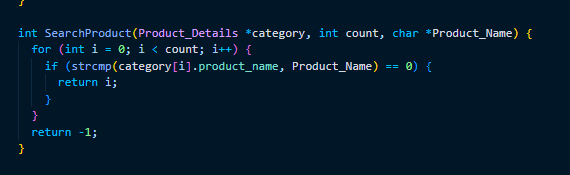 }
int SearchProduct(Product_Details *category, int count, char *Product_Name) {
  for (int i = 0; i < count; i++) {
    if (strcmp(category[i].product_name, Product_Name) == 0) {
      return i;
    }
  }
  return -1;
}